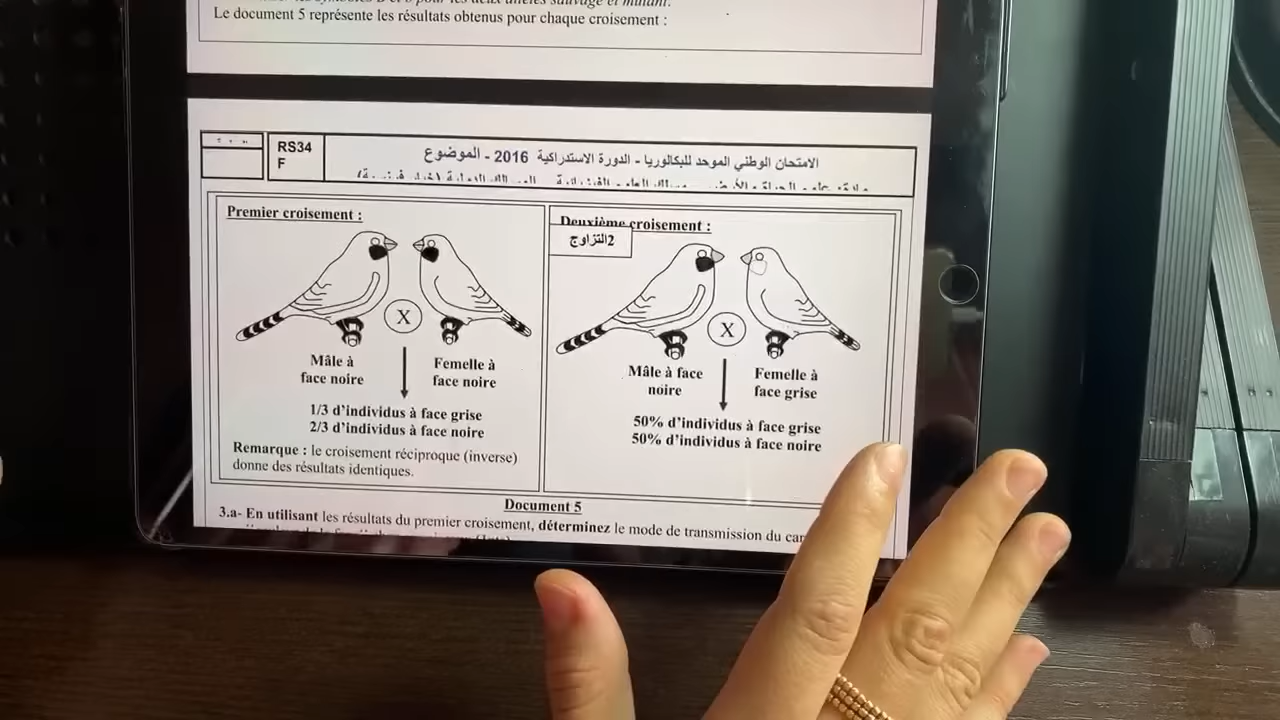 Le document 5 représente les résultats obtenus pour chaque croisement :
RS34
F
الامتحان الوطني الموحد للبكالوريا - الدورة الاستدراكية 2016 - الموضوع
Premier croisement :
Deuxième croisement :
التزاوج2
X
X
Mâle à
face noire
Femelle à
face noire
Mâle à face
noire
Femelle à
face grise
1/3 d'individus à face grise
2/3 d'individus à face noire
50% d'individus à face grise
50% d'individus à face noire
Remarque : le croisement réciproque (inverse)
donne des résultats identiques.
Document 5
3.a- En utilisant les résultats du premier croisement, déterminez le mode de transmission du